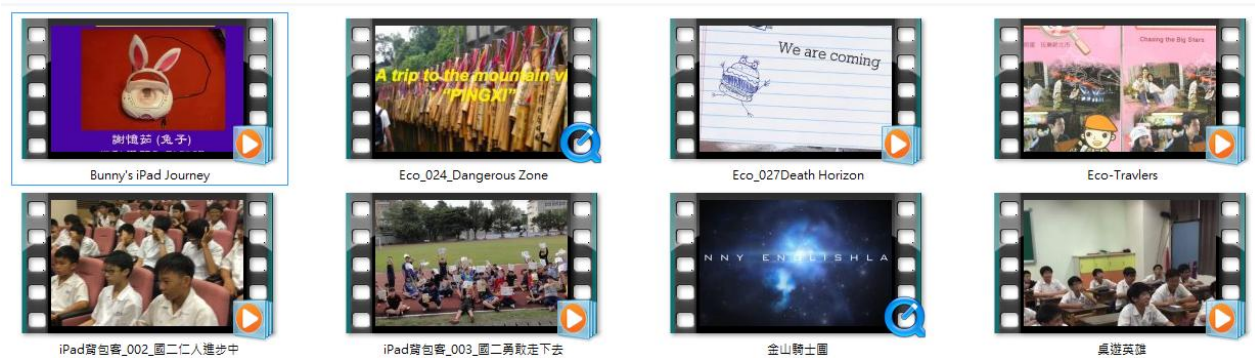 謝憶茹 (兔子)
Bunny's iPad Journey
A trip to the mountain vi
"PINGXI"
Eco_024_Dangerous Zone
We are coming
Eco_027Death Horizon
Chasing the Big Sters
Eco-Travlers
iPad背包客_002_國二仁人進步中
iPad背包客_003_國二勇敢走下去
NNY ENGLISHLA
金山騎士團
桌遊英雄